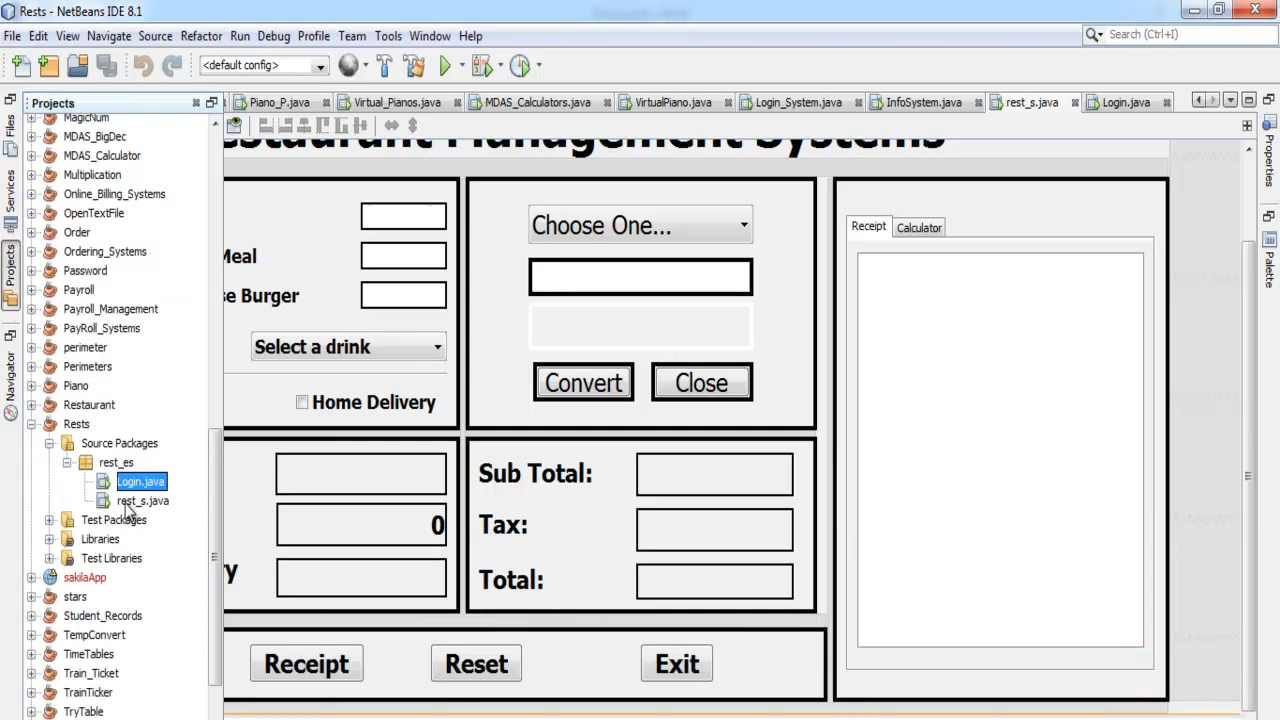 Rests - NetBeans IDE 8.1
File Edit View Navigate Source Refactor Run Debug Profile Team Tools Window Help
Search (Ctrl+I)
<default config>
Projects
Piano_P.java
Virtual_Pianos.java
MDAS_Calculators.java
VirtualPiano.java
Login_System.java
InfoSystem.java
rest_s.java
Login.java
Files
Services
Projects
Navigator
Properties
Palette
MagicNum
MDAS_BigDec
MDAS_Calculator
Multiplication
Online_Billing_Systems
OpenTextFile
Order
Ordering_Systems
Password
Payroll
Payroll_Management
PayRoll_Systems
perimeter
Perimeters
Piano
Restaurant
Rests
Source Packages
rest_es
Login.java
rest_s.java
Test Packages
Libraries
Test Libraries
sakilaApp
stars
Student_Records
TempConvert
TimeTables
Train_Ticket
TrainTicker
TryTable
estaurant Management Systems
Meal
se Burger
Select a drink
Home Delivery
Choose One...
Convert Close
Receipt Calculator
0
ry
Sub Total:
Tax:
Total:
Receipt Reset Exit